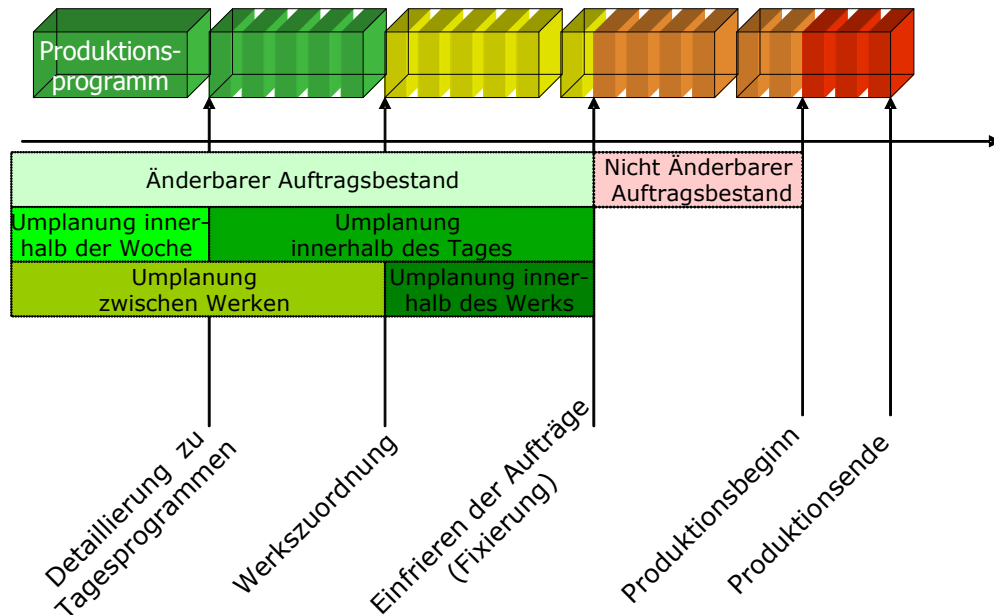 Produktions-
programm
Änderbarer Auftragsbestand
Nicht Änderbarer
Auftragsbestand
Umplanung inner-
halb der Woche
Umplanung
innerhalb des Tages
Umplanung
zwischen Werken
Umplanung inner-
halb des Werks
Detaillierung zu
Tagesprogrammen
Werkszuordnung
Einfrieren der Aufträge
(Fixierung)
Produktionsbeginn
Produktionsende